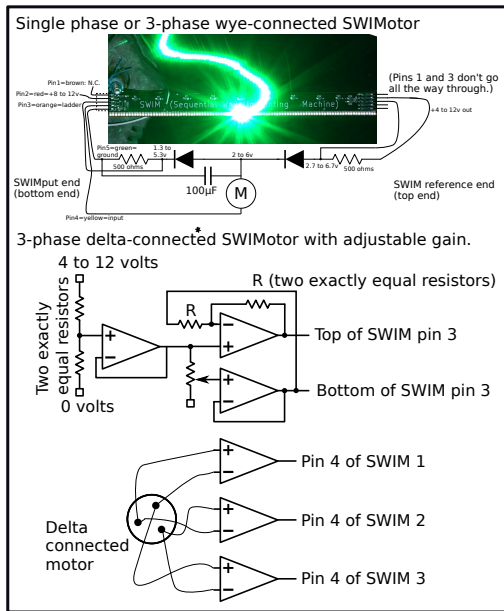 Single phase or 3-phase wye-connected SWIMotor
Pin1=brown: N.C.
Pin2=red=+8 to 12v
Pin3=orange=ladder
SWIM (Sequential Machine)
(Pins 1 and 3 don't go
all the way through.)
+4 to 12v out
Pin5=green=
ground
500 ohms
1.3 to
5.3v
2 to 6v
2.7 to 6.7v
500 ohms
100μF
M
SWIMput end
(bottom end)
SWIM reference end
(top end)
Pin4=yellow=input
*
3-phase delta-connected SWIMotor with adjustable gain.
4 to 12 volts
Two exactly
equal resistors
0 volts
R (two exactly equal resistors)
R
−
+
Top of SWIM pin 3
+
−
+
−
Bottom of SWIM pin 3
+
−
Pin 4 of SWIM 1
+
−
Pin 4 of SWIM 2
Delta
connected
motor
+
−
Pin 4 of SWIM 3